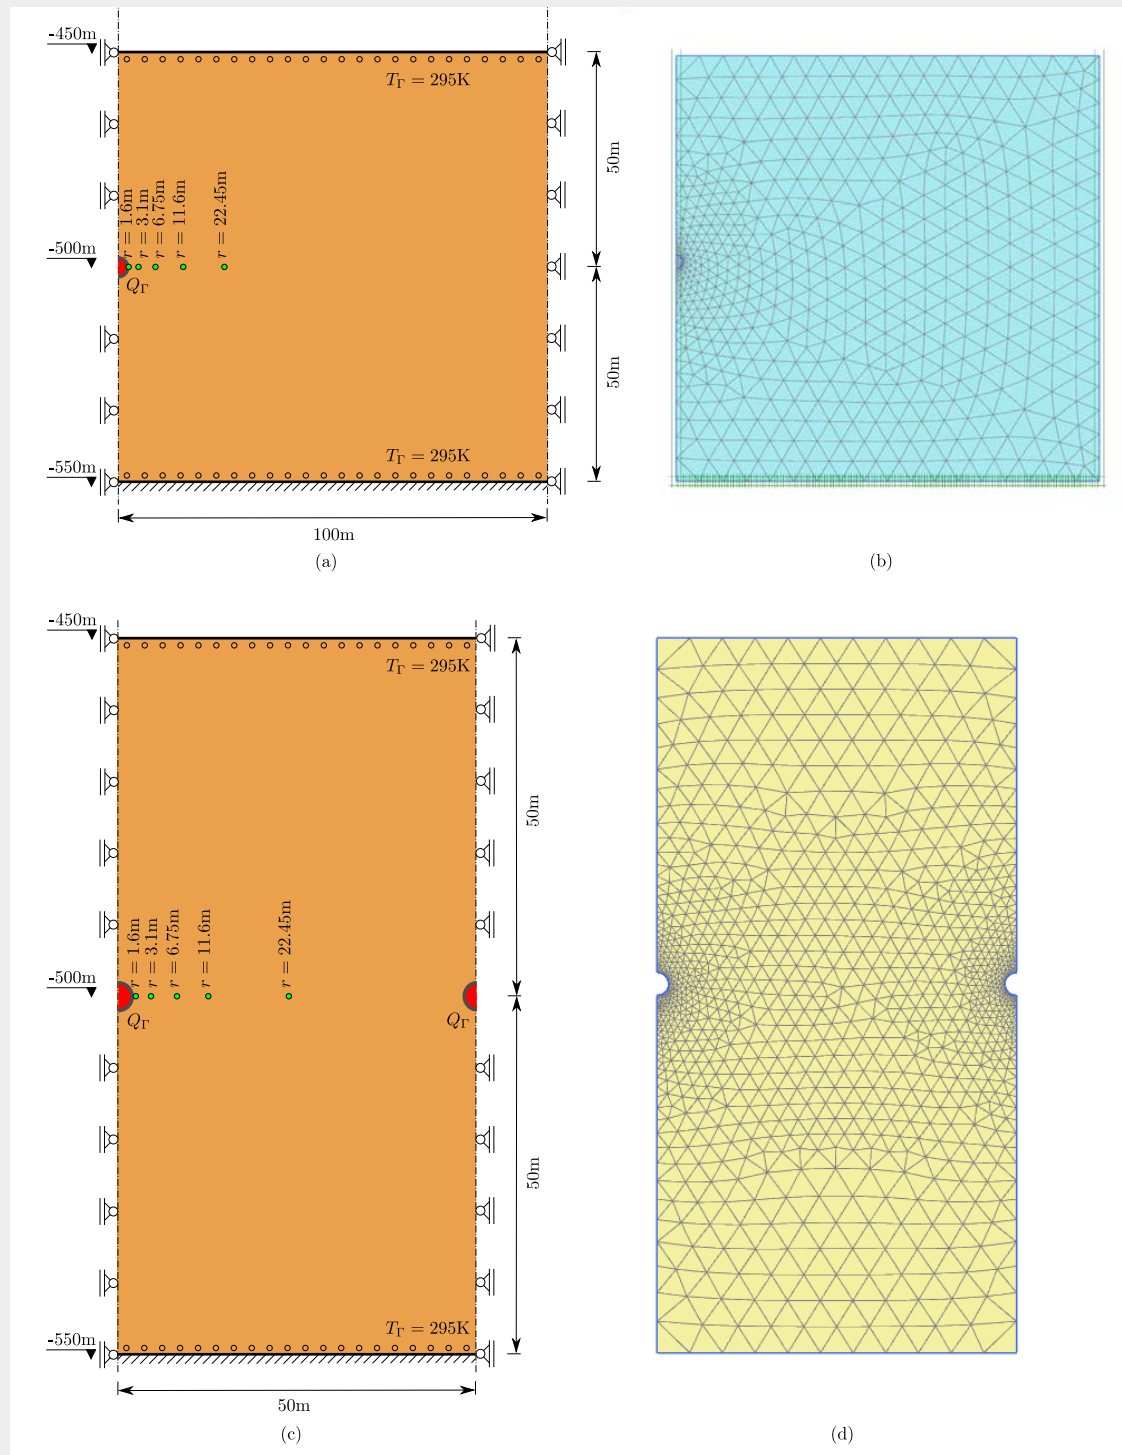 -450m
T_Γ = 295K
50m
r = 1.6m
r = 3.1m
r = 6.75m
r = 11.6m
r = 22.45m
-500m
Q_Γ
50m
T_Γ = 295K
-550m
100m
(a)
(b)
-450m
T_Γ = 295K
50m
r = 1.6m
r = 3.1m
r = 6.75m
r = 11.6m
r = 22.45m
-500m
Q_Γ
Q_Γ
50m
T_Γ = 295K
-550m
50m
(c)
(d)